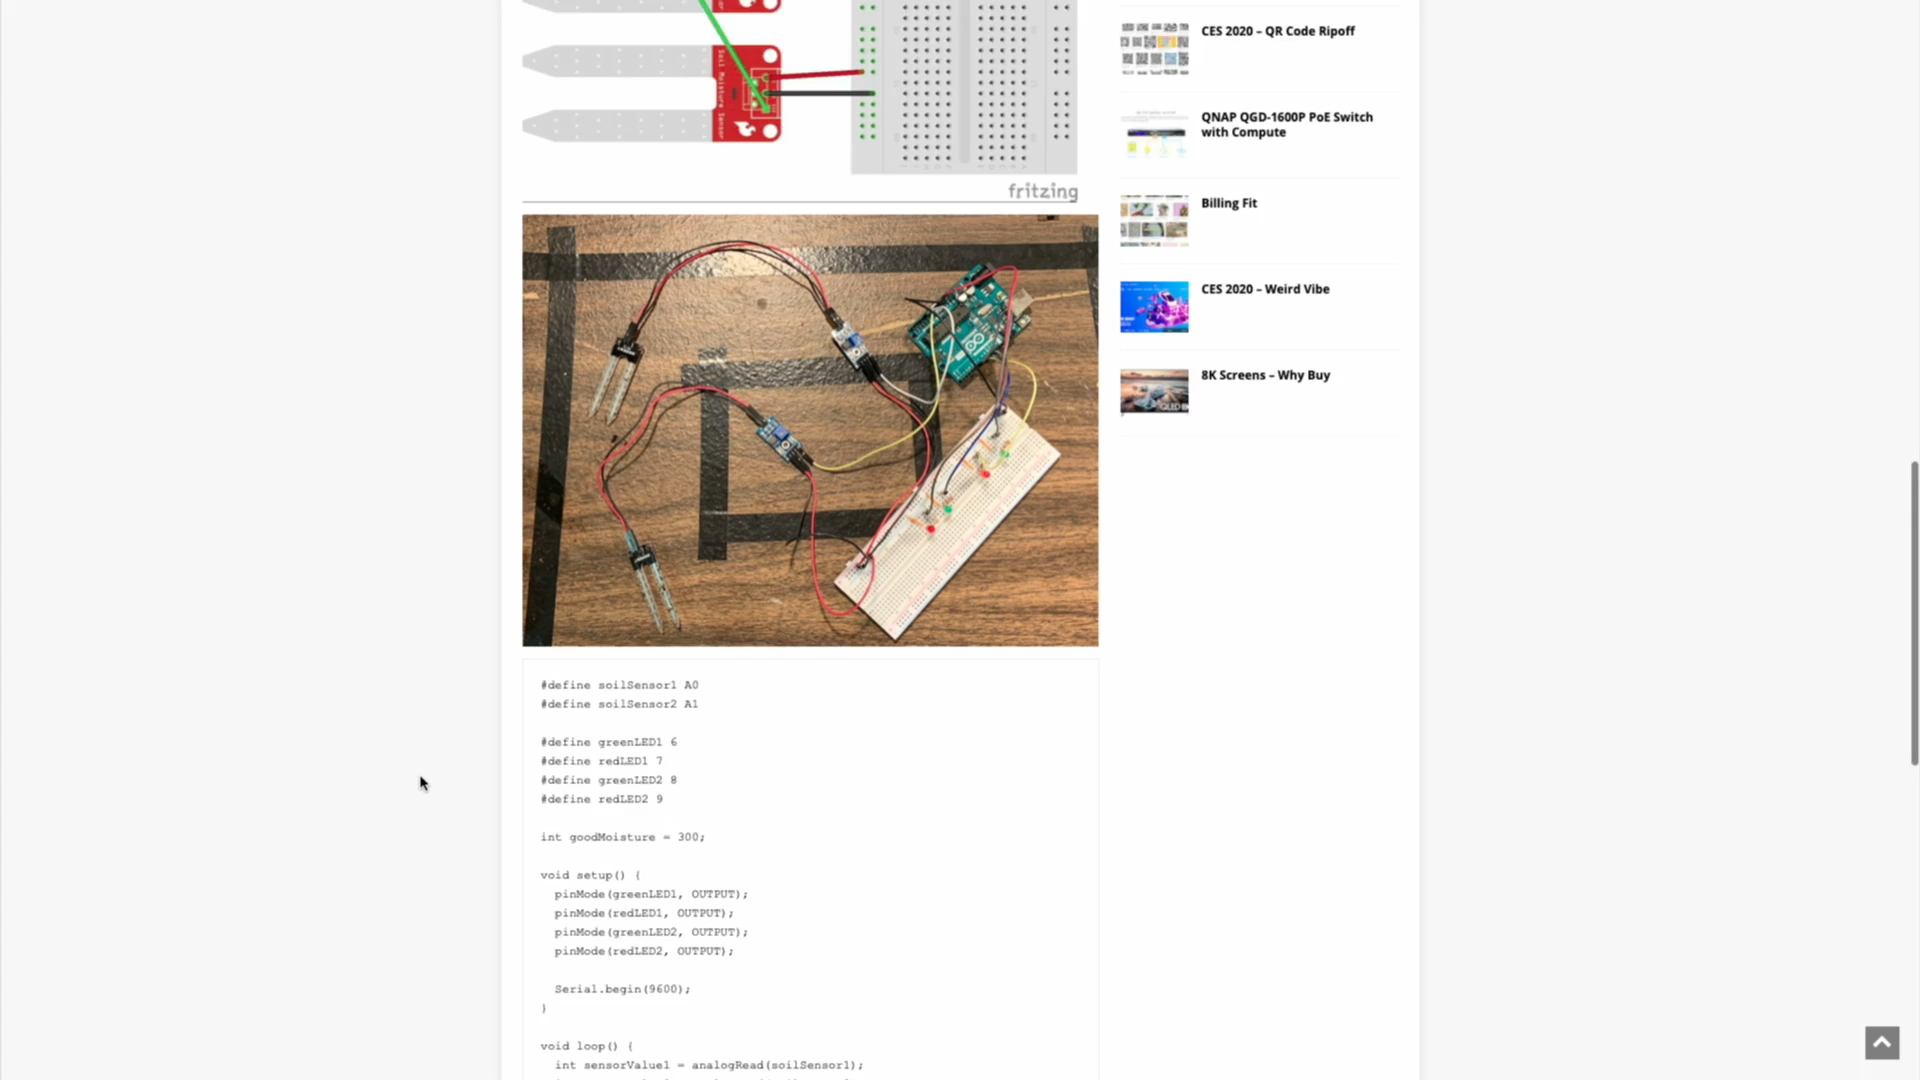 Soil Moisture Sensor
fritzing
#define soilSensor1 A0
#define soilSensor2 A1
#define greenLED1 6
#define redLED1 7
#define greenLED2 8
#define redLED2 9
int goodMoisture = 300;
void setup() {
pinMode(greenLED1, OUTPUT);
pinMode(redLED1, OUTPUT);
pinMode(greenLED2, OUTPUT);
pinMode(redLED2, OUTPUT);
Serial.begin(9600);
}
void loop() {
int sensorValue1 = analogRead(soilSensor1);
CES 2020 – QR Code Ripoff
QNAP QGD-1600P PoE Switch
with Compute
Billing Fit
CES 2020 – Weird Vibe
8K Screens – Why Buy